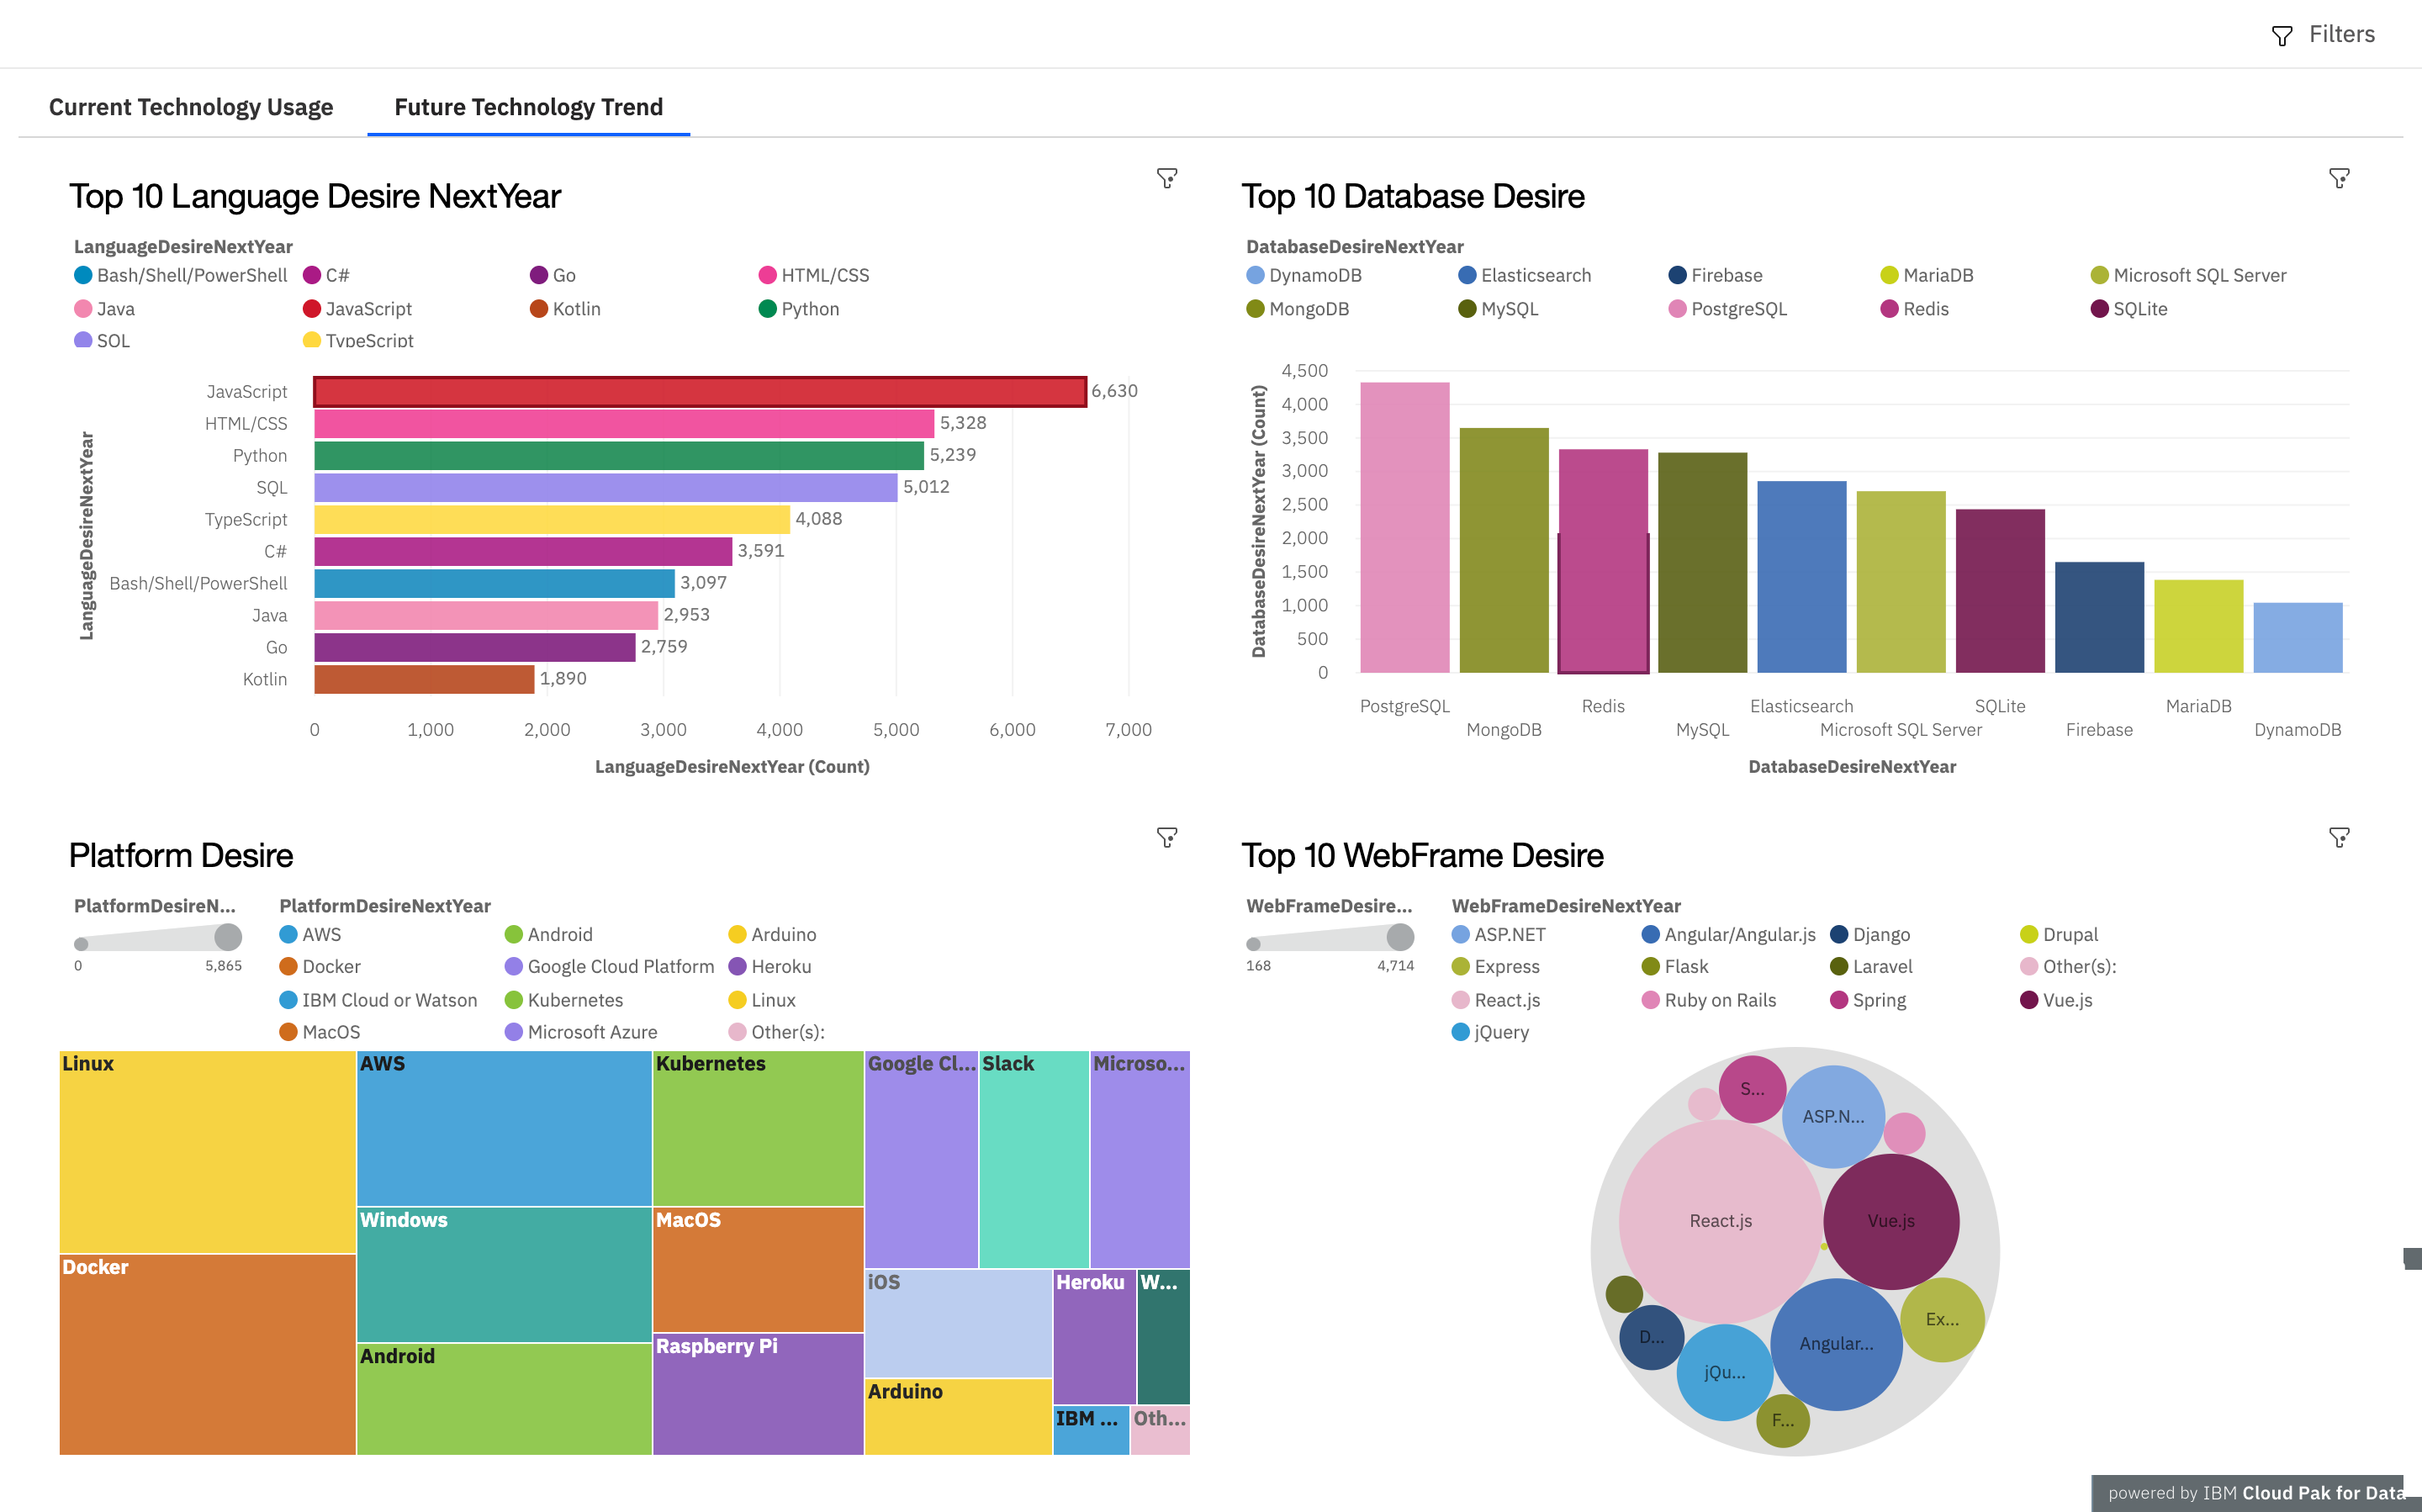 Filters
Current Technology Usage Future Technology Trend
Top 10 Language Desire NextYear
LanguageDesireNextYear
Bash/Shell/PowerShell C# Go HTML/CSS
Java JavaScript Kotlin Python
SQL TypeScript
LanguageDesireNextYear
JavaScript 6,630
HTML/CSS 5,328
Python 5,239
SQL 5,012
TypeScript 4,088
C# 3,591
Bash/Shell/PowerShell 3,097
Java 2,953
Go 2,759
Kotlin 1,890
0 1,000 2,000 3,000 4,000 5,000 6,000 7,000
LanguageDesireNextYear (Count)
Top 10 Database Desire
DatabaseDesireNextYear
DynamoDB Elasticsearch Firebase MariaDB Microsoft SQL Server
MongoDB MySQL PostgreSQL Redis SQLite
DatabaseDesireNextYear (Count)
4,500
4,000
3,500
3,000
2,500
2,000
1,500
1,000
500
0
PostgreSQL Redis Elasticsearch SQLite MariaDB
MongoDB MySQL Microsoft SQL Server Firebase DynamoDB
DatabaseDesireNextYear
Platform Desire
PlatformDesireN... PlatformDesireNextYear
0 5,865
AWS Android Arduino
Docker Google Cloud Platform Heroku
IBM Cloud or Watson Kubernetes Linux
MacOS Microsoft Azure Other(s):
Linux AWS Kubernetes Google Cl... Slack Microso...
Windows MacOS
Docker iOS Heroku W...
Android Raspberry Pi
Arduino
IBM ... Oth...
Top 10 WebFrame Desire
WebFrameDesire... WebFrameDesireNextYear
168 4,714
ASP.NET Angular/Angular.js Django Drupal
Express Flask Laravel Other(s):
React.js Ruby on Rails Spring Vue.js
jQuery
S...
ASP.N...
React.js Vue.js
Ex...
D... Angular...
jQu...
F...
powered by IBM Cloud Pak for Data